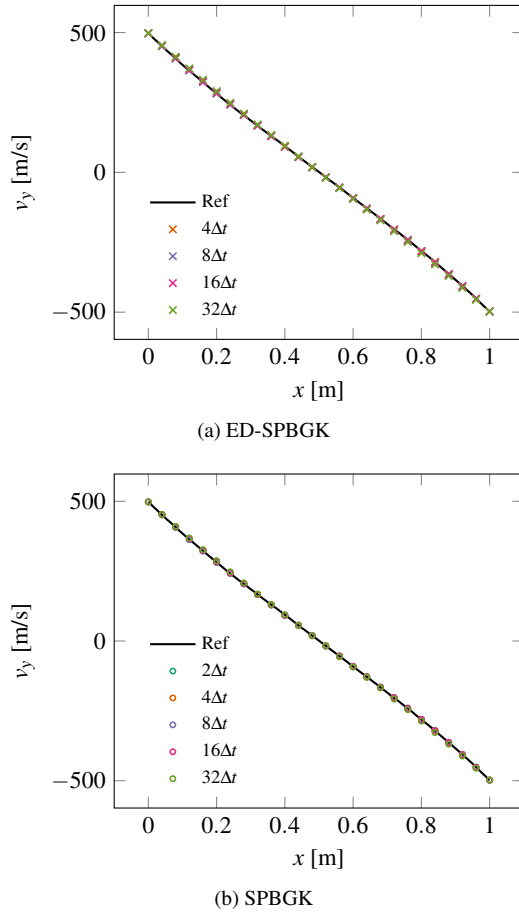 500
0
−500
v_y [m/s]
Ref
4Δt
8Δt
16Δt
32Δt
0 0.2 0.4 0.6 0.8 1
x [m]
(a) ED-SPBGK
500
0
−500
v_y [m/s]
Ref
2Δt
4Δt
8Δt
16Δt
32Δt
0 0.2 0.4 0.6 0.8 1
x [m]
(b) SPBGK